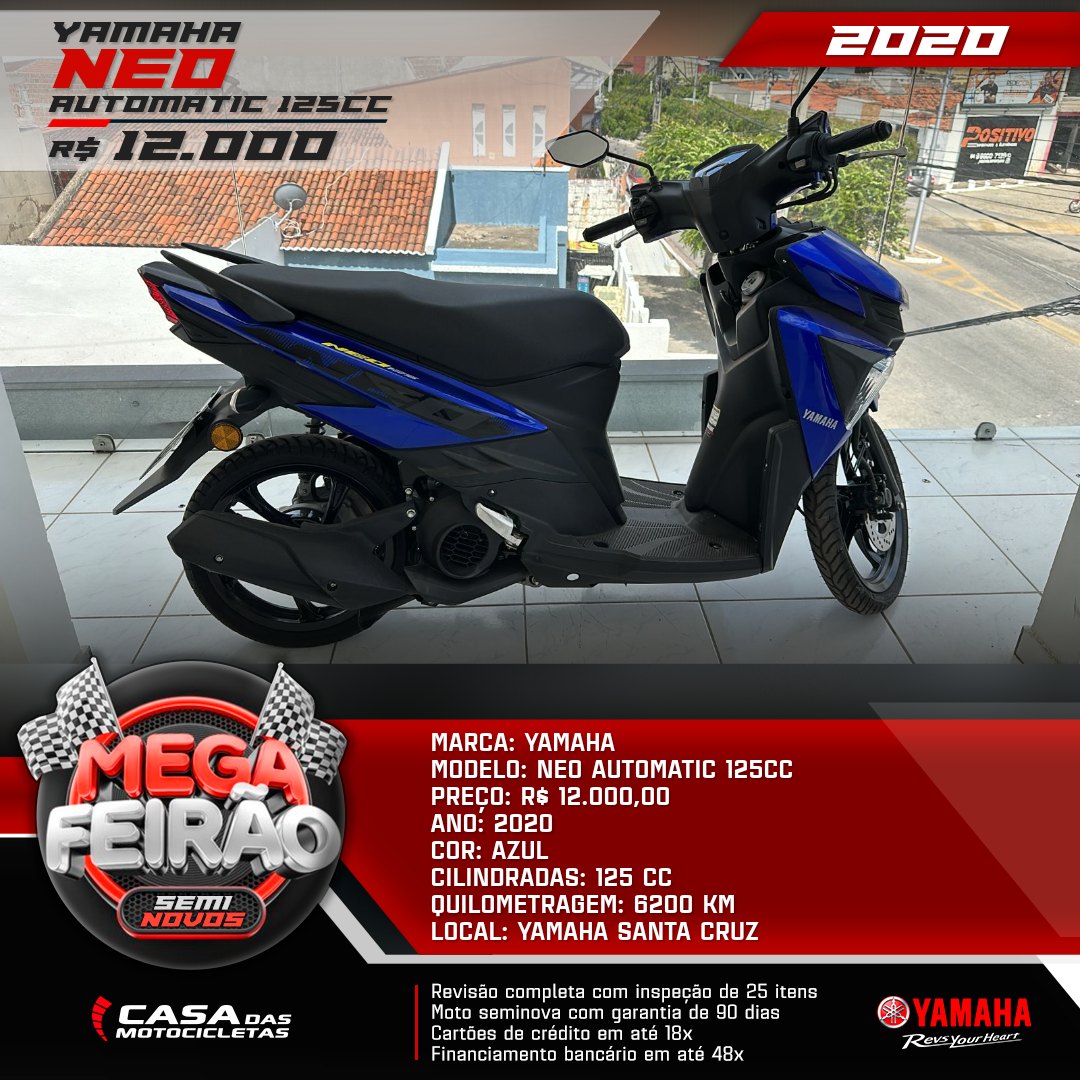 YAMAHA
NEO
AUTOMATIC 125CC
R$ 12.000
2020
POSITIVO
NEO
YAMAHA
MEGA
FEIRÃO
SEMI
NOVOS
MARCA: YAMAHA
MODELO: NEO AUTOMATIC 125CC
PREÇO: R$ 12.000,00
ANO: 2020
COR: AZUL
CILINDRADAS: 125 CC
QUILOMETRAGEM: 6200 KM
LOCAL: YAMAHA SANTA CRUZ
CASA DAS
MOTOCICLETAS
Revisão completa com inspeção de 25 itens
Moto seminova com garantia de 90 dias
Cartões de crédito em até 18x
Financiamento bancário em até 48x
YAMAHA
Revs Your Heart